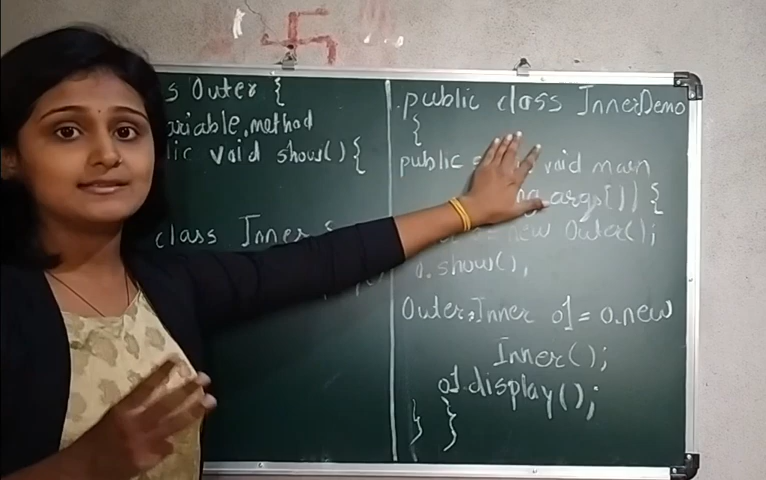 s Outer {
ariable, method
lic void show() {
class Inner {
public class InnerDemo
{
public void main
args[]) {
new Outer();
o.show();
Outer.Inner o1 = o.new
Inner();
o1.display();
} }